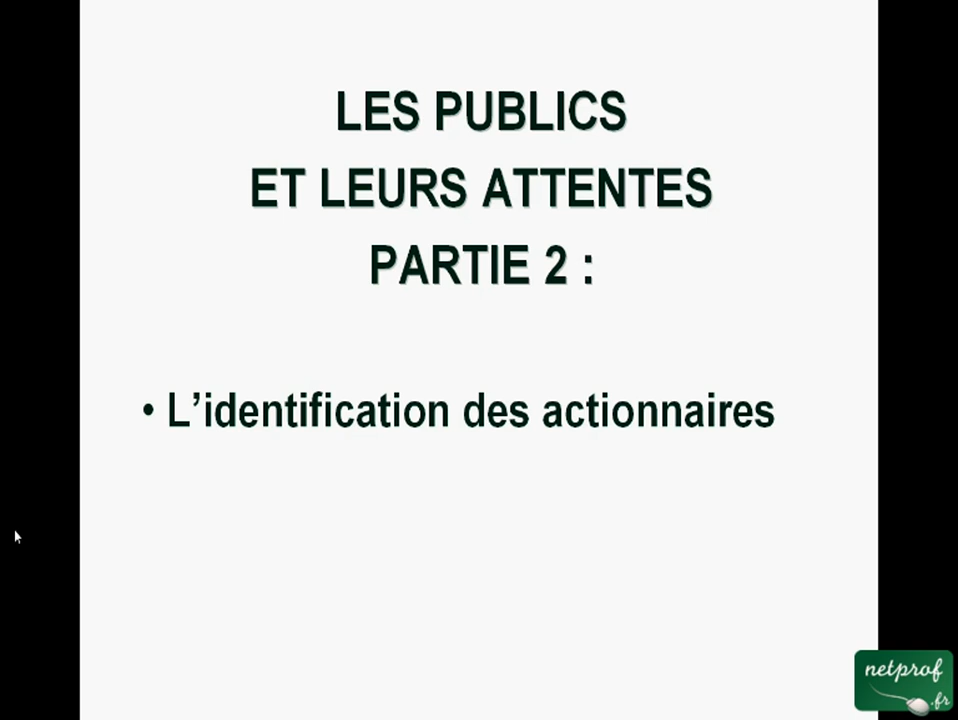 LES PUBLICS
ET LEURS ATTENTES
PARTIE 2 :
• L’identification des actionnaires
netprof
.fr